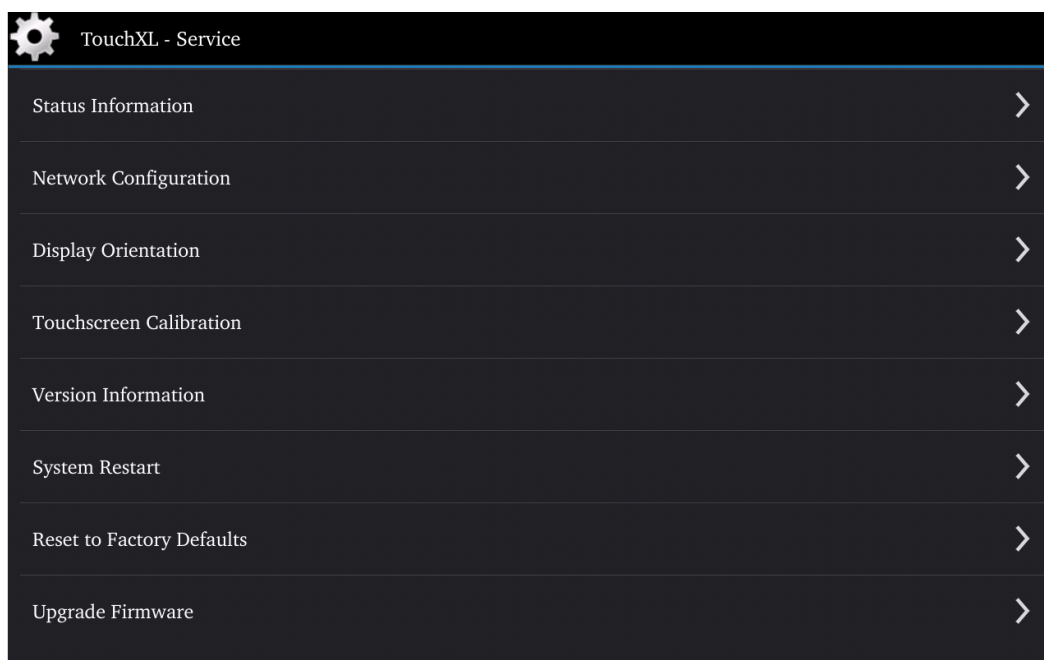 TouchXL - Service
Status Information
Network Configuration
Display Orientation
Touchscreen Calibration
Version Information
System Restart
Reset to Factory Defaults
Upgrade Firmware